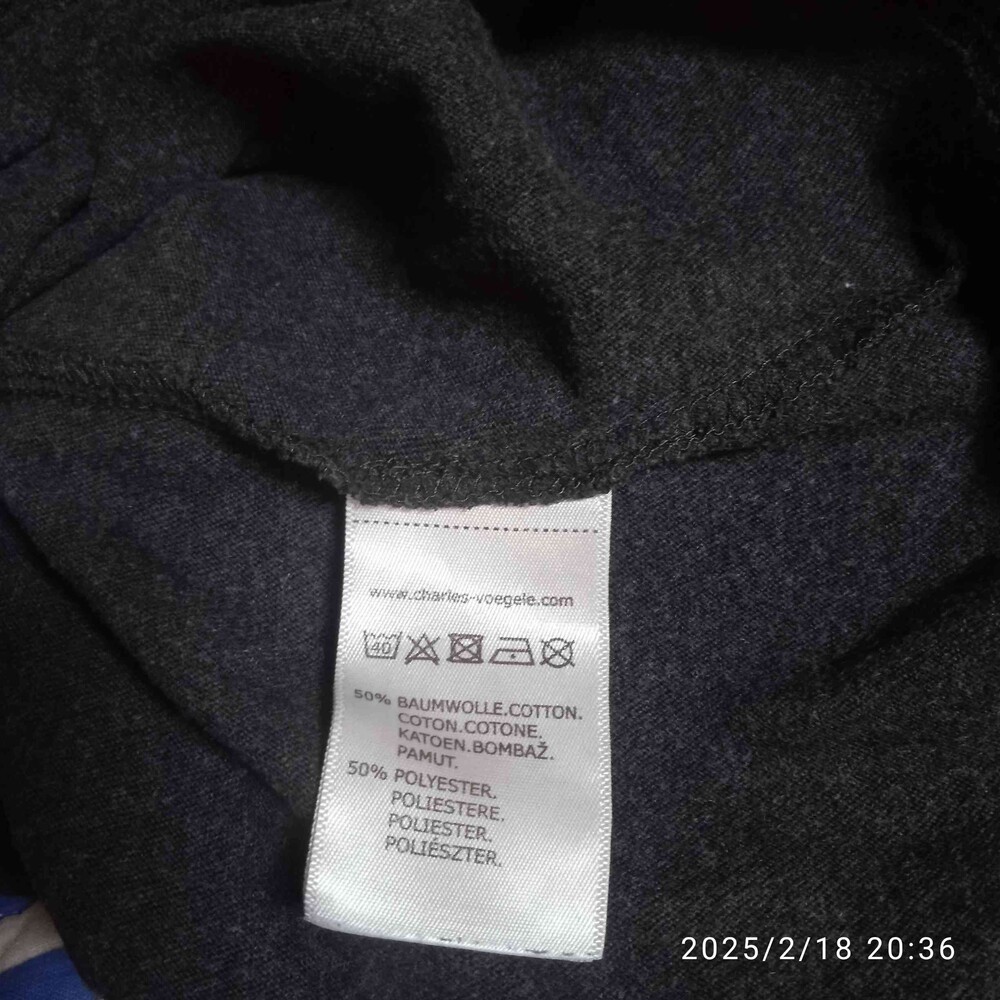 www.charles-voegele.com
40
50% BAUMWOLLE.COTTON.
COTON.COTONE.
KATOEN.BOMBAŽ.
PAMUT.
50% POLYESTER.
POLIESTERE.
POLIESTER.
POLIÉSZTER.
2025/2/18 20:36